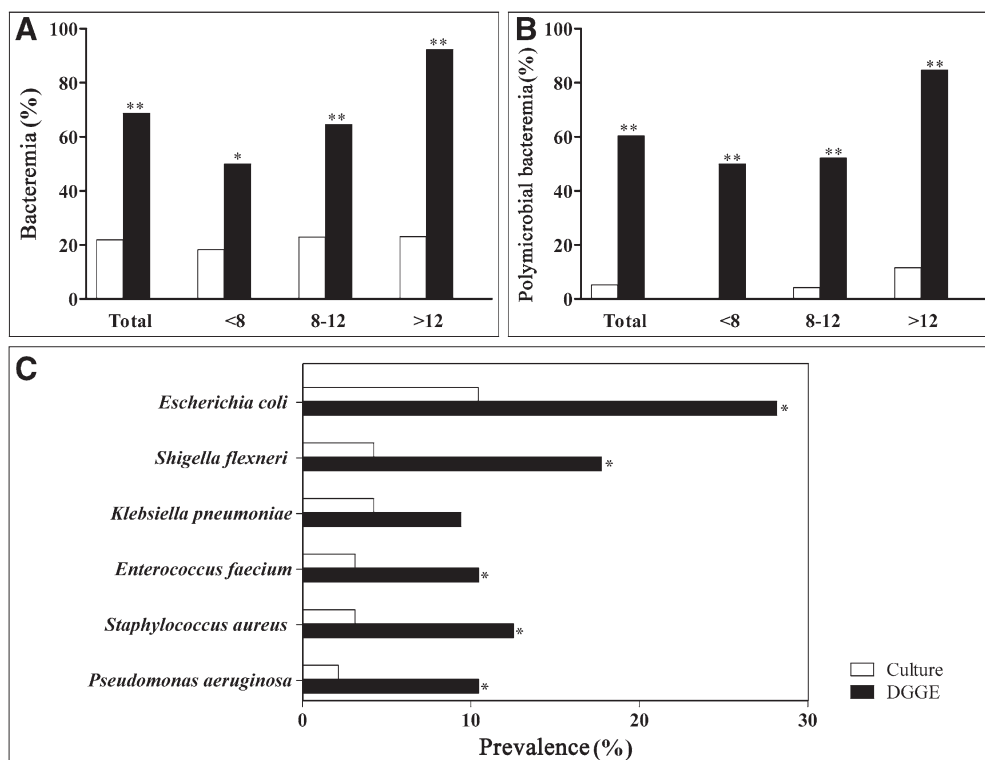 A
Bacteremia (%)
100
80
60
40
20
0
**
*
**
**
Total
<8
8-12
>12
B
Polymicrobial bacteremia(%)
100
80
60
40
20
0
**
**
**
**
Total
<8
8-12
>12
C
Escherichia coli
*
Shigella flexneri
*
Klebsiella pneumoniae
Enterococcus faecium
*
Staphylococcus aureus
*
Pseudomonas aeruginosa
*
0
10
20
30
Prevalence (%)
Culture
DGGE